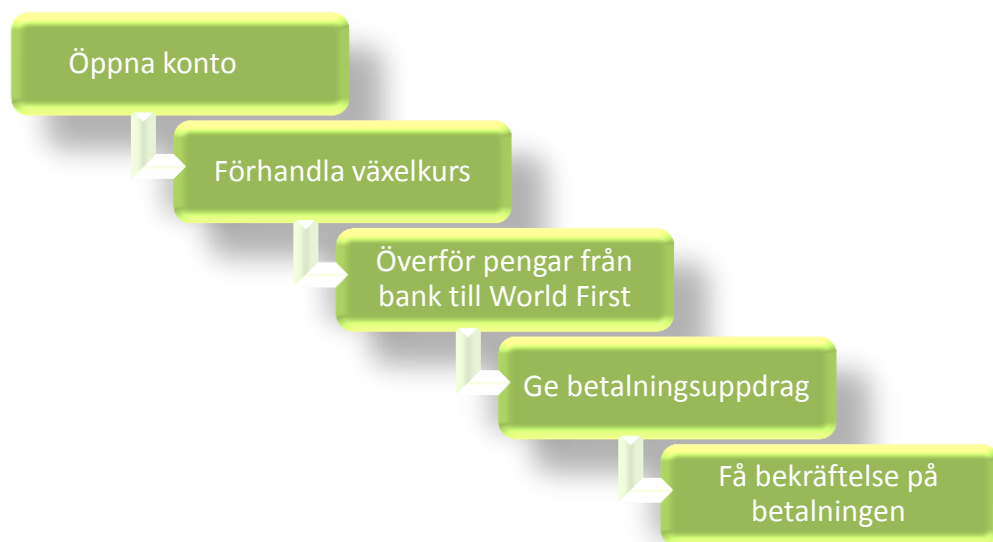 Öppna konto
Förhandla växelkurs
Överför pengar från
bank till World First
Ge betalningsuppdrag
Få bekräftelse på
betalningen